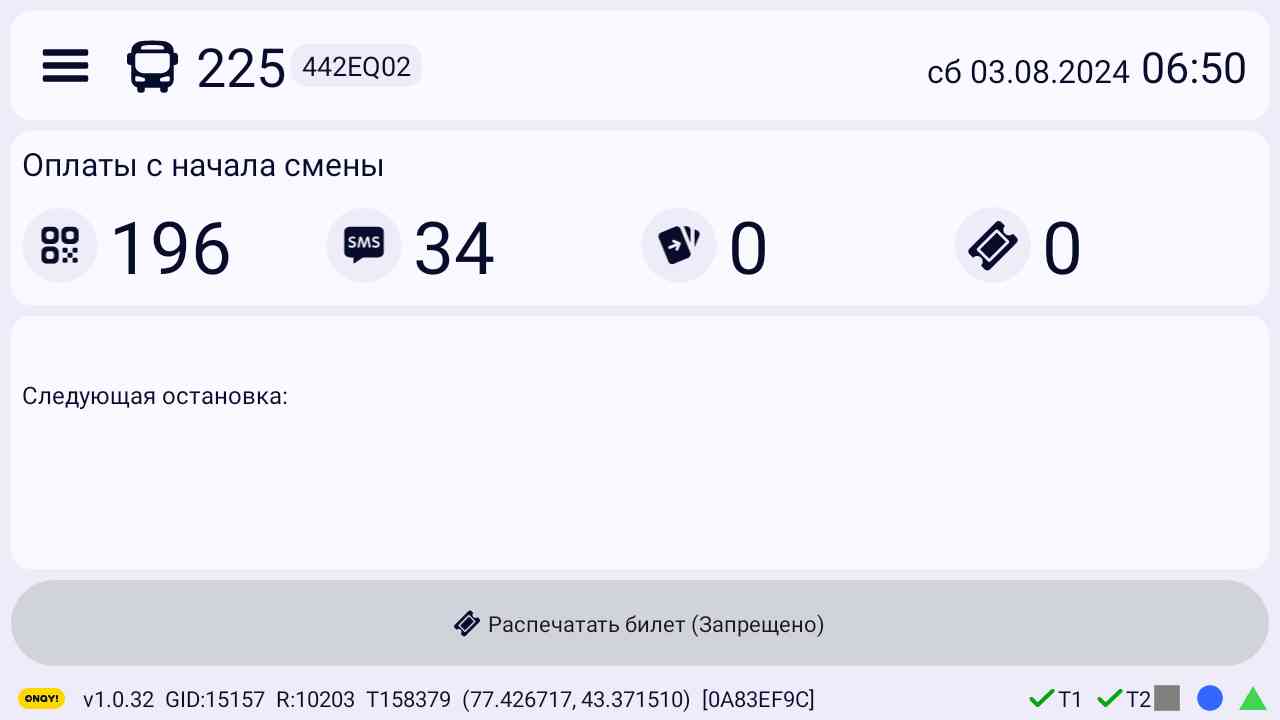 225 442EQ02 сб 03.08.2024 06:50
Оплаты с начала смены
196 SMS 34 0 0
Следующая остановка:
Распечатать билет (Запрещено)
ONAY! v1.0.32 GID:15157 R:10203 T158379 (77.426717, 43.371510) [0A83EF9C] T1 T2